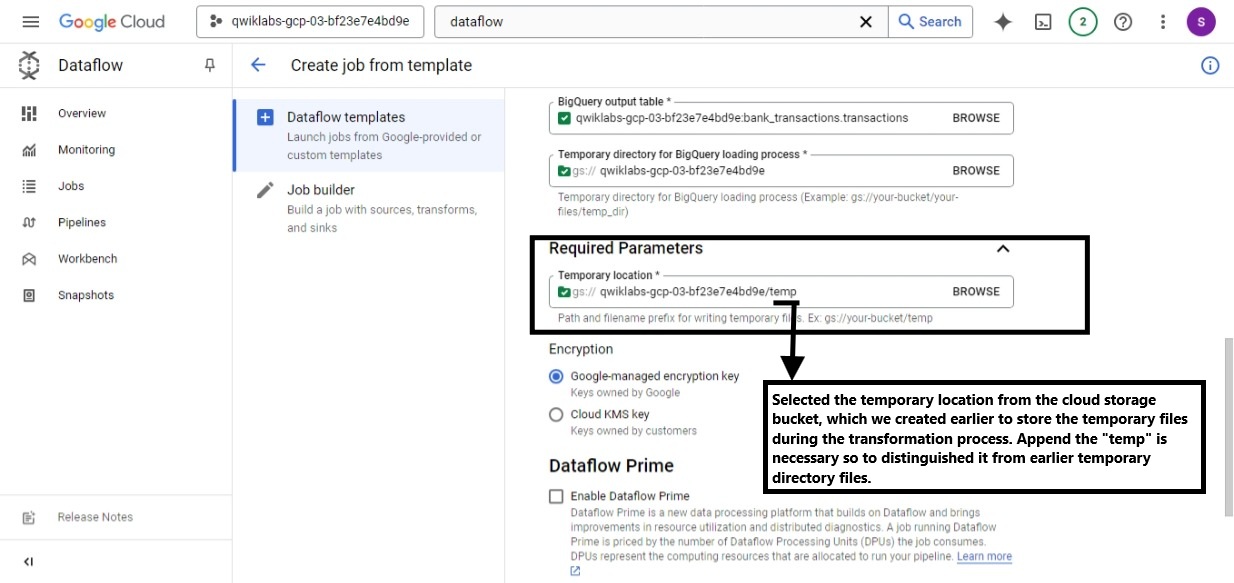 Google Cloud
qwiklabs-gcp-03-bf23e7e4bd9e
dataflow
Search
2
S
Dataflow
Create job from template
Overview
Monitoring
Jobs
Pipelines
Workbench
Snapshots
Release Notes
Dataflow templates
Launch jobs from Google-provided or
custom templates
Job builder
Build a job with sources, transforms,
and sinks
BigQuery output table *
qwiklabs-gcp-03-bf23e7e4bd9e:bank_transactions.transactions
BROWSE
Temporary directory for BigQuery loading process *
gs:// qwiklabs-gcp-03-bf23e7e4bd9e
BROWSE
Temporary directory for BigQuery loading process (Example: gs://your-bucket/your-
files/temp_dir)
Required Parameters
Temporary location *
gs:// qwiklabs-gcp-03-bf23e7e4bd9e/temp
BROWSE
Path and filename prefix for writing temporary files. Ex: gs://your-bucket/temp
Encryption
Google-managed encryption key
Keys owned by Google
Cloud KMS key
Keys owned by customers
Selected the temporary location from the cloud storage
bucket, which we created earlier to store the temporary files
during the transformation process. Append the "temp" is
necessary so to distinguished it from earlier temporary
directory files.
Dataflow Prime
Enable Dataflow Prime
Dataflow Prime is a new data processing platform that builds on Dataflow and brings
improvements in resource utilization and distributed diagnostics. A job running Dataflow
Prime is priced by the number of Dataflow Processing Units (DPUs) the job consumes.
DPUs represent the computing resources that are allocated to run your pipeline. Learn more